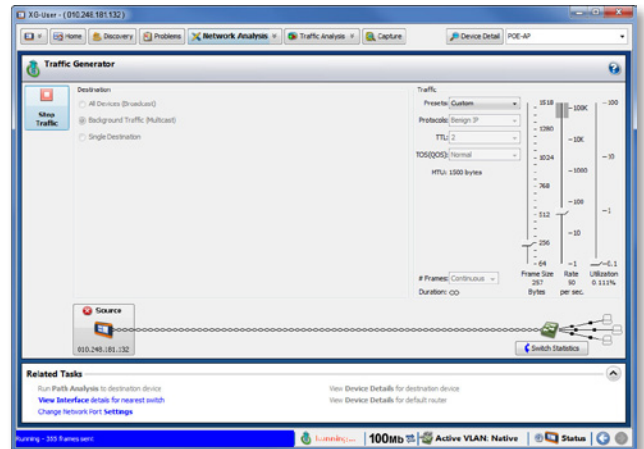 XG-User - ( 010.248.181.132 )
Home Discovery Problems Network Analysis Traffic Analysis Capture Device Detail POE-AP
Traffic Generator
Stop Traffic
Destination
All Devices (Broadcast)
Background Traffic (Multicast)
Single Destination
Traffic
Presets: Custom
Protocols: Benign IP
TTL: 2
TOS(QOS): Normal
MTU: 1500 bytes
# Frames: Continuous
Duration: ∞
1518
1280
1024
768
512
256
64
100K
10K
1000
100
10
1
100
10
1
0.1
Frame Size Rate Utilization
257 50 0.111%
Bytes per sec.
Source
010.248.181.132
Switch Statistics
Related Tasks
Run Path Analysis to destination device
View Interface details for nearest switch
Change Network Port Settings
View Device Details for destination device
View Device Details for default router
Running - 355 frames sent
Running... 100Mb Active VLAN: Native Status